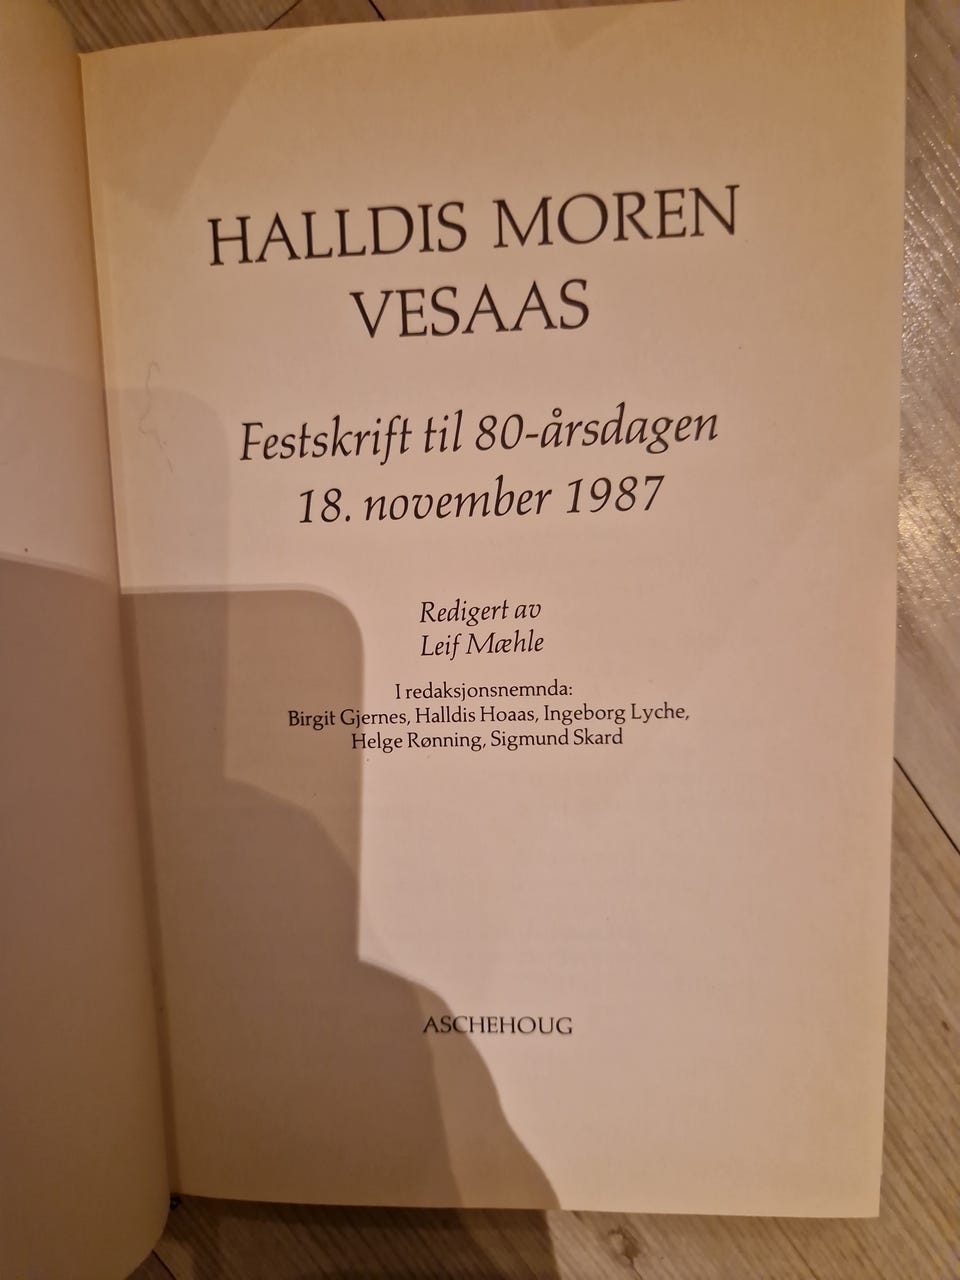 HALLDIS MOREN
VESAAS
Festskrift til 80-årsdagen
18. november 1987
Redigert av
Leif Mæhle
I redaksjonsnemnda:
Birgit Gjernes, Halldis Hoaas, Ingeborg Lyche,
Helge Rønning, Sigmund Skard
ASCHEHOUG